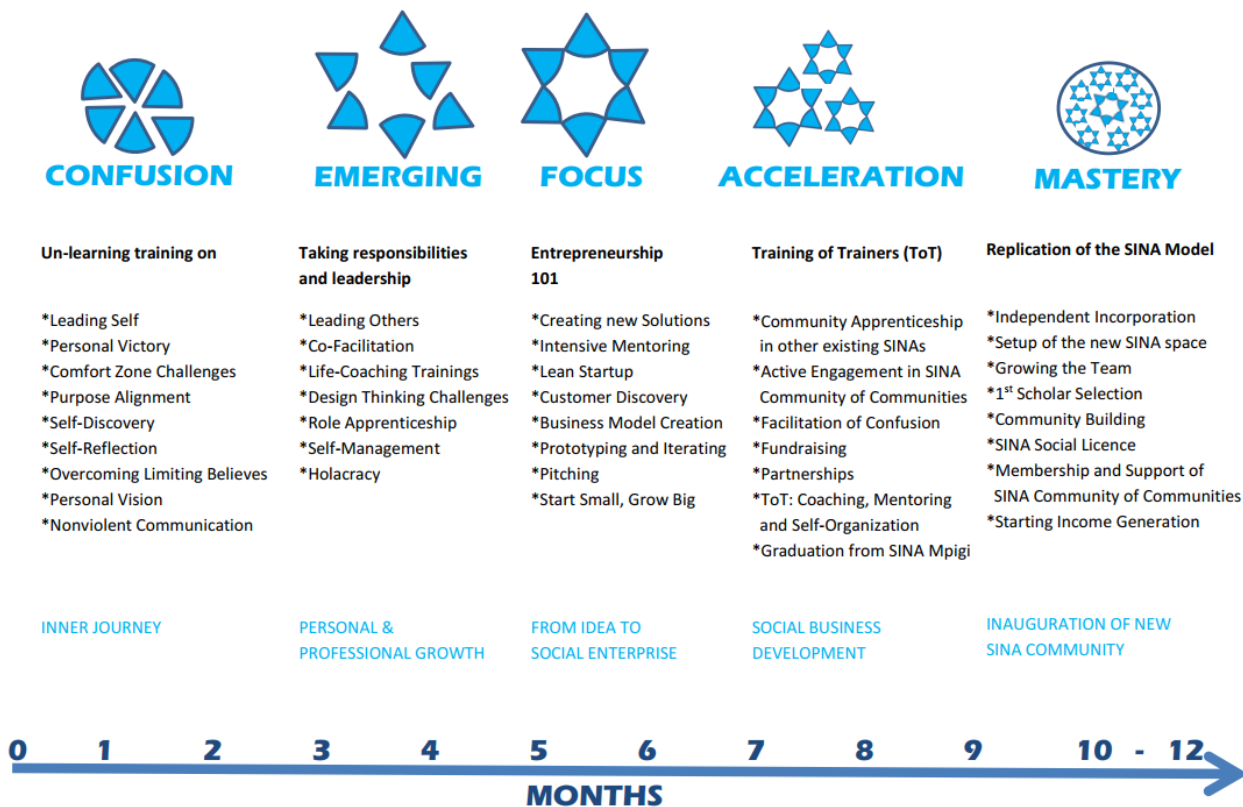 CONFUSION
EMERGING
FOCUS
ACCELERATION
MASTERY
Un-learning training on
*Leading Self
*Personal Victory
*Comfort Zone Challenges
*Purpose Alignment
*Self-Discovery
*Self-Reflection
*Overcoming Limiting Believes
*Personal Vision
*Nonviolent Communication
INNER JOURNEY
Taking responsibilities
and leadership
*Leading Others
*Co-Facilitation
*Life-Coaching Trainings
*Design Thinking Challenges
*Role Apprenticeship
*Self-Management
*Holacracy
PERSONAL &
PROFESSIONAL GROWTH
Entrepreneurship
101
*Creating new Solutions
*Intensive Mentoring
*Lean Startup
*Customer Discovery
*Business Model Creation
*Prototyping and Iterating
*Pitching
*Start Small, Grow Big
FROM IDEA TO
SOCIAL ENTERPRISE
Training of Trainers (ToT)
*Community Apprenticeship
in other existing SINAs
*Active Engagement in SINA
Community of Communities
*Facilitation of Confusion
*Fundraising
*Partnerships
*ToT: Coaching, Mentoring
and Self-Organization
*Graduation from SINA Mpigi
SOCIAL BUSINESS
DEVELOPMENT
Replication of the SINA Model
*Independent Incorporation
*Setup of the new SINA space
*Growing the Team
*1st Scholar Selection
*Community Building
*SINA Social Licence
*Membership and Support of
SINA Community of Communities
*Starting Income Generation
INAUGURATION OF NEW
SINA COMMUNITY
0 1 2 3 4 5 6 7 8 9 10 - 12
MONTHS